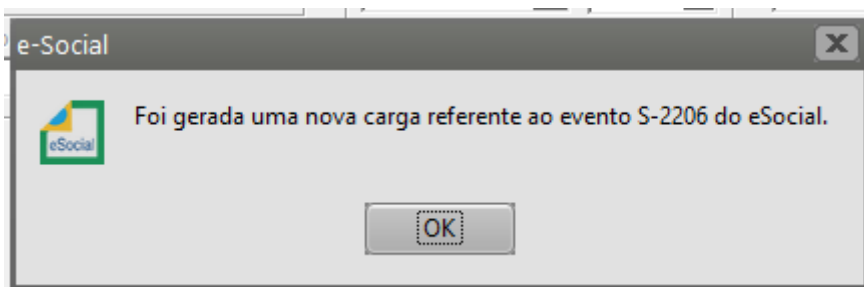 e-Social
Foi gerada uma nova carga referente ao evento S-2206 do eSocial.
eSocial
OK